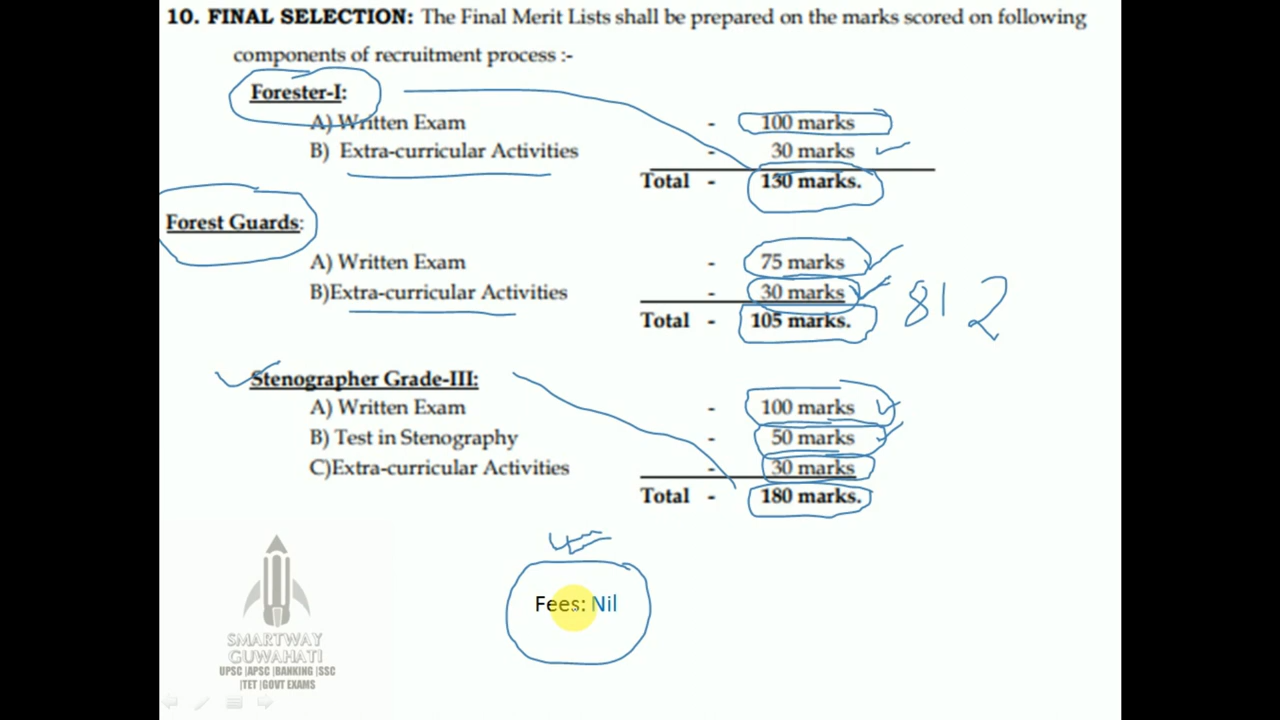 10. FINAL SELECTION: The Final Merit Lists shall be prepared on the marks scored on following
components of recruitment process :-
Forester-I:
A) Written Exam - 100 marks
B) Extra-curricular Activities - 30 marks
Total - 130 marks.
Forest Guards:
A) Written Exam - 75 marks
B)Extra-curricular Activities - 30 marks
Total - 105 marks.
812
Stenographer Grade-III:
A) Written Exam - 100 marks
B) Test in Stenography - 50 marks
C)Extra-curricular Activities - 30 marks
Total - 180 marks.
Fees: Nil
SMARTWAY
GUWAHATI
UPSC |APSC |BANKING |SSC
|TET |GOVT EXAMS